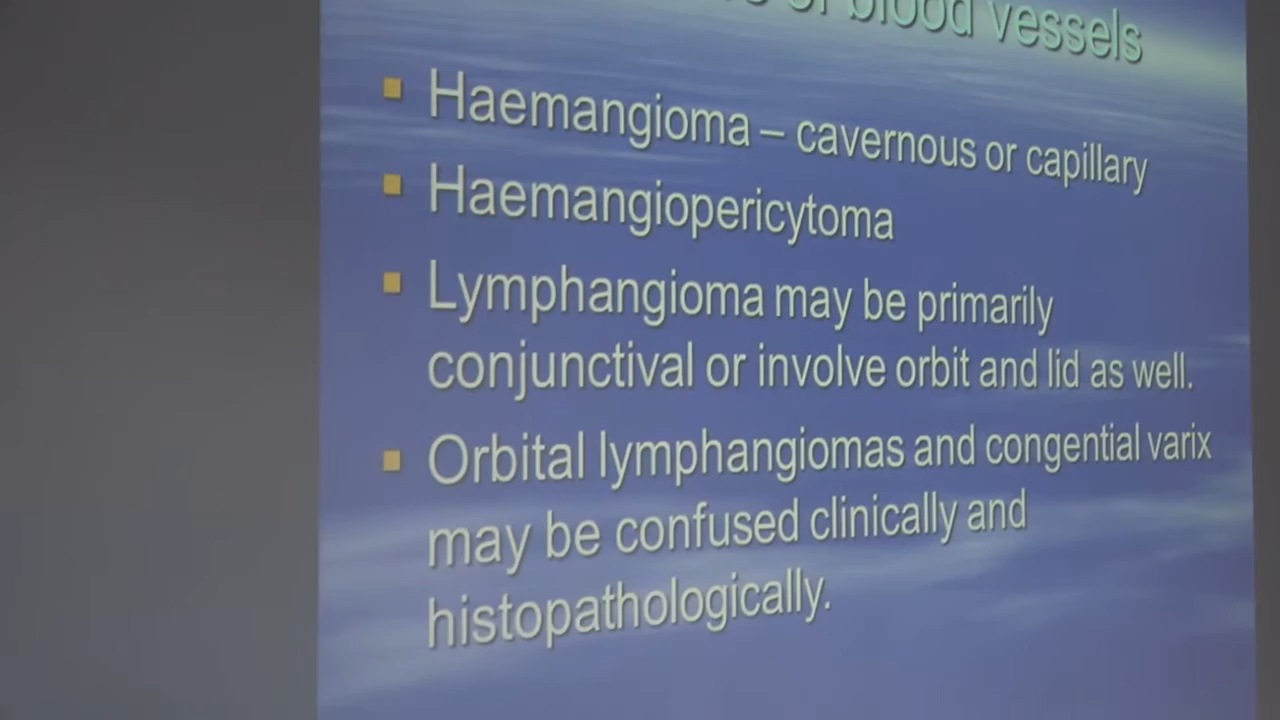 of blood vessels
Haemangioma – cavernous or capillary
Haemangiopericytoma
Lymphangioma may be primarily
conjunctival or involve orbit and lid as well.
Orbital lymphangiomas and congential varix
may be confused clinically and
histopathologically.